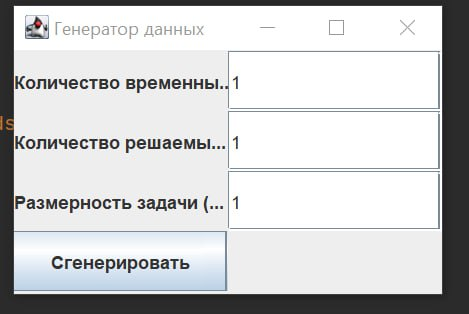 Генератор данных
Количество временны... 1
Количество решаемы... 1
Размерность задачи (... 1
Сгенерировать